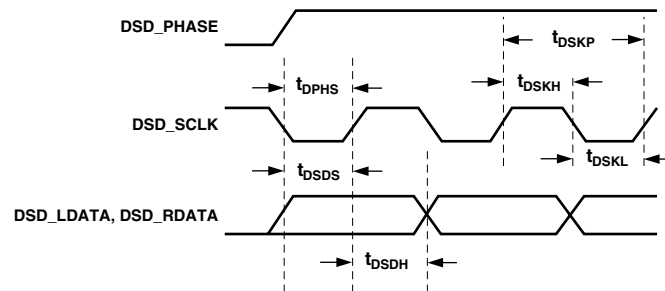 DSD_PHASE
tDSKP
tDPHS
tDSKH
DSD_SCLK
tDSKL
tDSDS
DSD_LDATA, DSD_RDATA
tDSDH